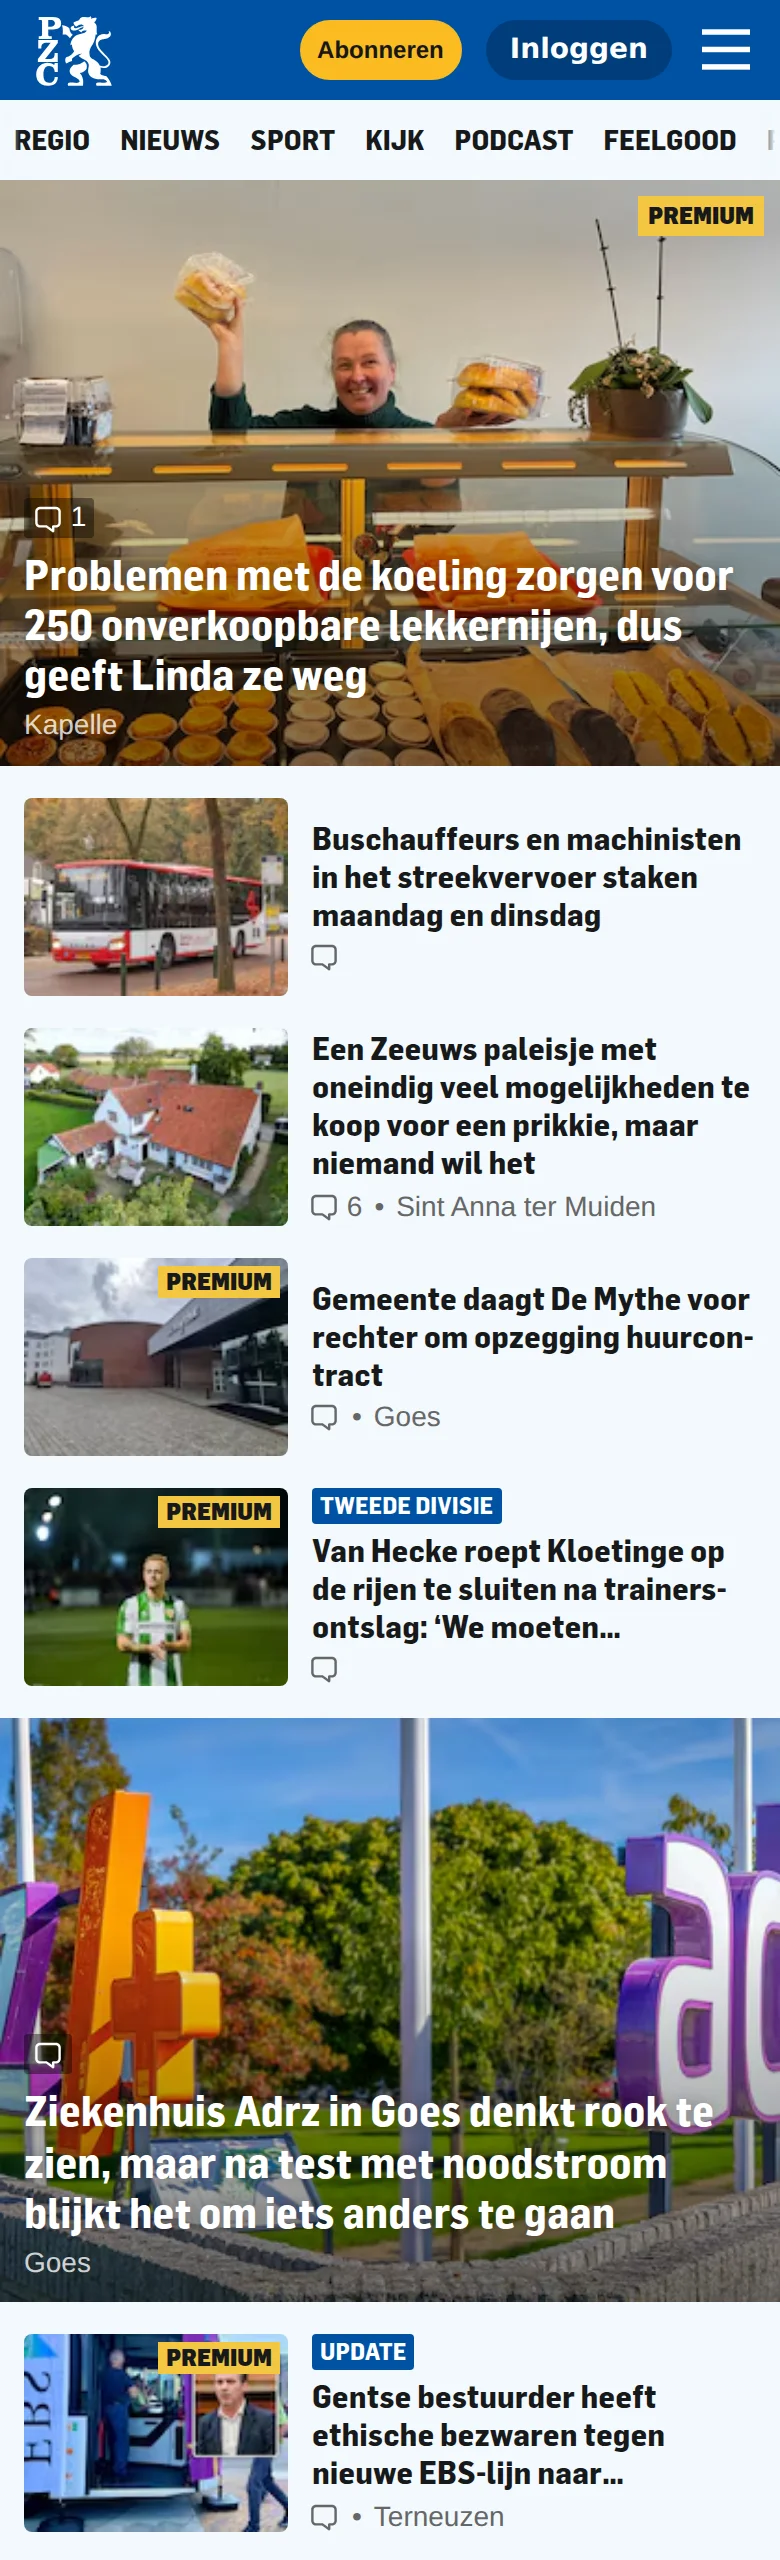 PZC
Abonneren
Inloggen
REGIO NIEUWS SPORT KIJK PODCAST FEELGOOD
PREMIUM
1
Problemen met de koeling zorgen voor
250 onverkoopbare lekkernijen, dus
geeft Linda ze weg
Kapelle
Buschauffeurs en machinisten
in het streekvervoer staken
maandag en dinsdag
Een Zeeuws paleisje met
oneindig veel mogelijkheden te
koop voor een prikkie, maar
niemand wil het
6 • Sint Anna ter Muiden
PREMIUM
Gemeente daagt De Mythe voor
rechter om opzegging huurcon-
tract
• Goes
PREMIUM
TWEEDE DIVISIE
Van Hecke roept Kloetinge op
de rijen te sluiten na trainers-
ontslag: ‘We moeten...
ad
Ziekenhuis Adrz in Goes denkt rook te
zien, maar na test met noodstroom
blijkt het om iets anders te gaan
Goes
EBS
PREMIUM
UPDATE
Gentse bestuurder heeft
ethische bezwaren tegen
nieuwe EBS-lijn naar...
• Terneuzen